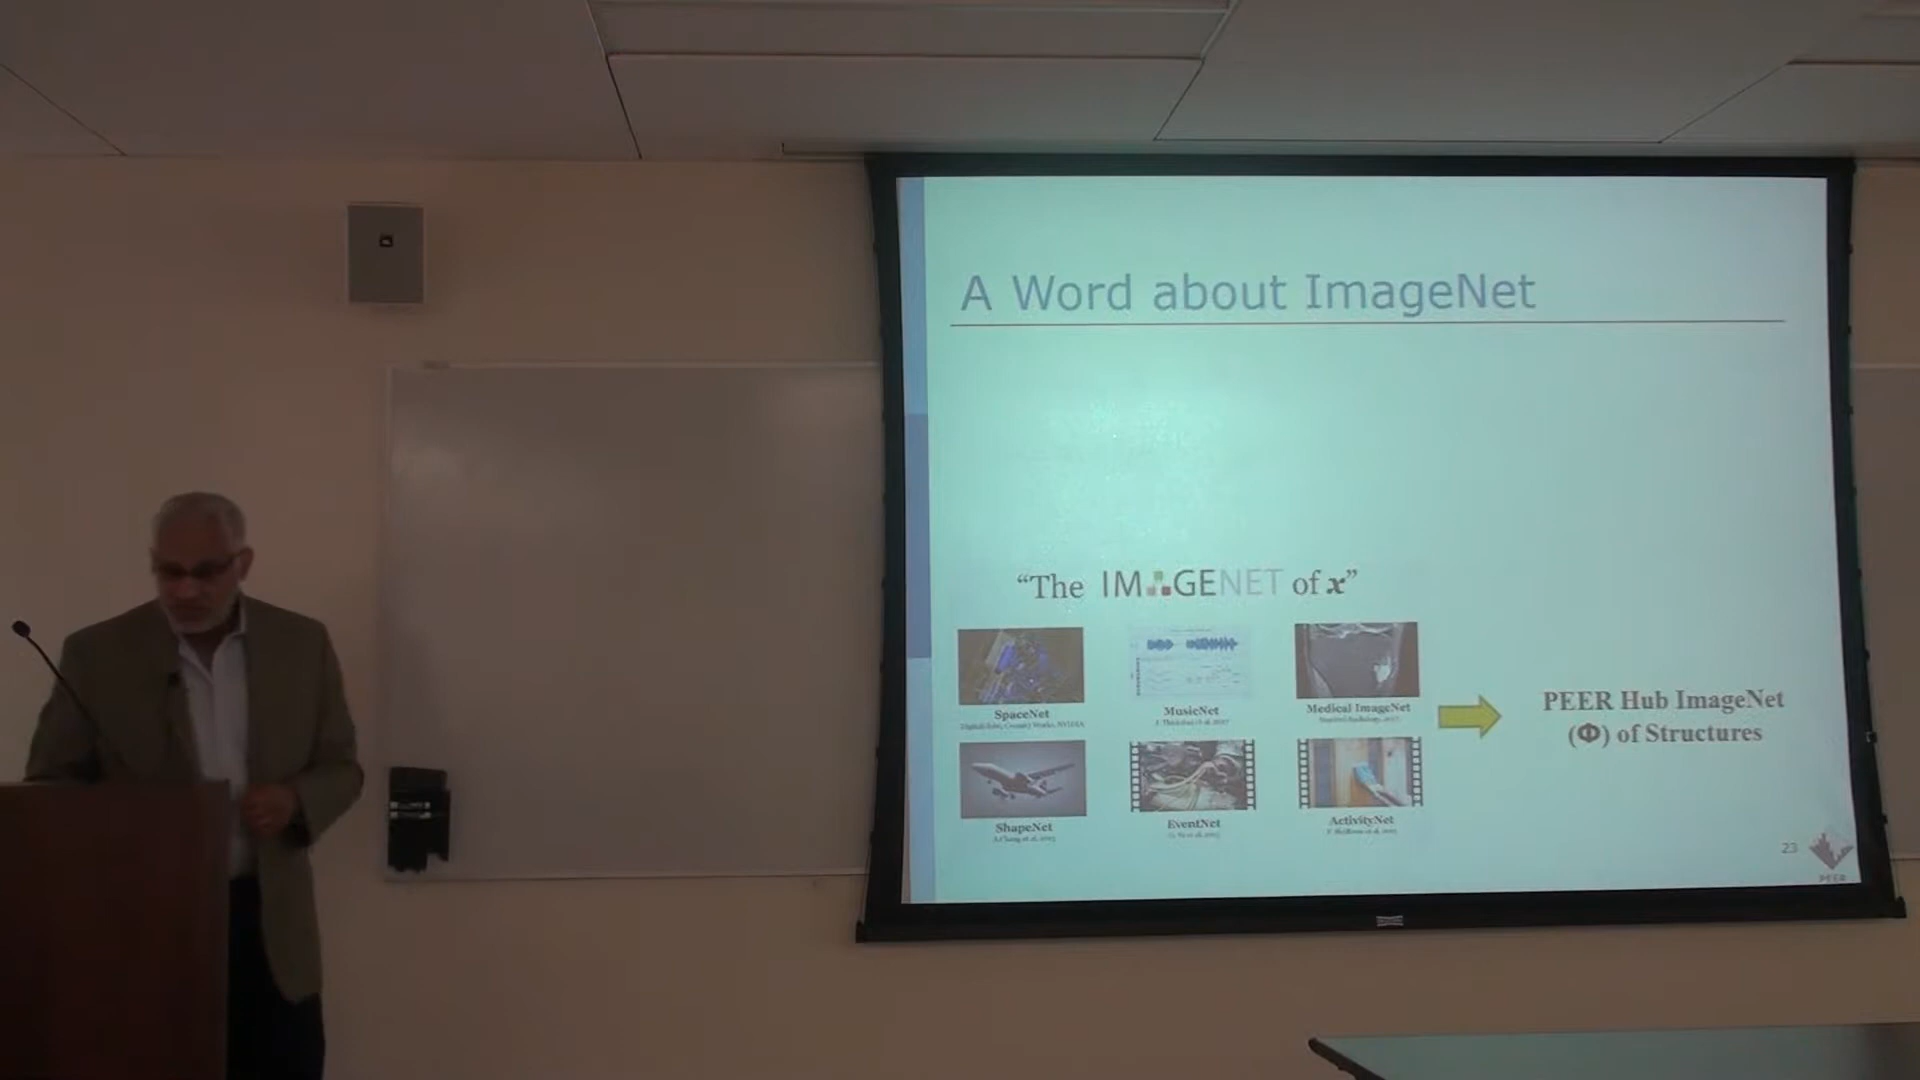 A Word about ImageNet
“The IMAGENET of x”
SpaceNet
MusicNet
Medical ImageNet
ShapeNet
EventNet
ActivityNet
PEER Hub ImageNet
(Φ) of Structures
23
PEER